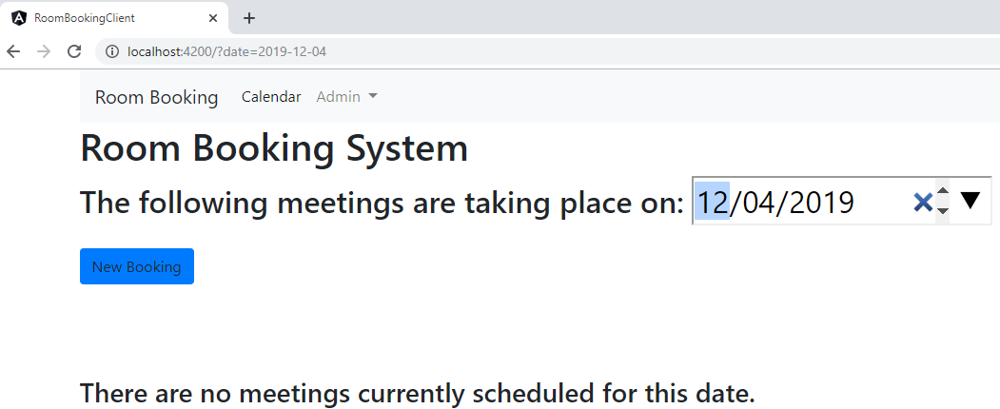 RoomBookingClient
localhost:4200/?date=2019-12-04
Room Booking Calendar Admin
Room Booking System
The following meetings are taking place on: 12/04/2019
New Booking
There are no meetings currently scheduled for this date.